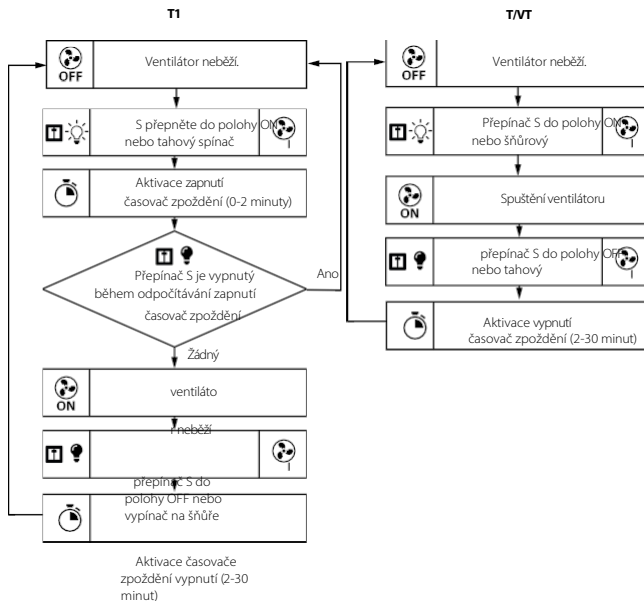 T1
OFF
Ventilátor neběží.
S přepněte do polohy ON
nebo tahový spínač
Aktivace zapnutí
časovač zpoždění (0-2 minuty)
Přepínač S je vypnutý
během odpočítávání zapnutí
časovač zpoždění
Ano
Žádný
ON
ventiláto
r neběží
přepínač S do
polohy OFF nebo
vypínač na šňůře
Aktivace časovače
zpoždění vypnutí (2-30
minut)
T/VT
OFF
Ventilátor neběží.
Přepínač S do polohy ON
nebo šňůrový
ON
Spuštění ventilátoru
přepínač S do polohy OFF
nebo tahový
Aktivace vypnutí
časovač zpoždění (2-30 minut)